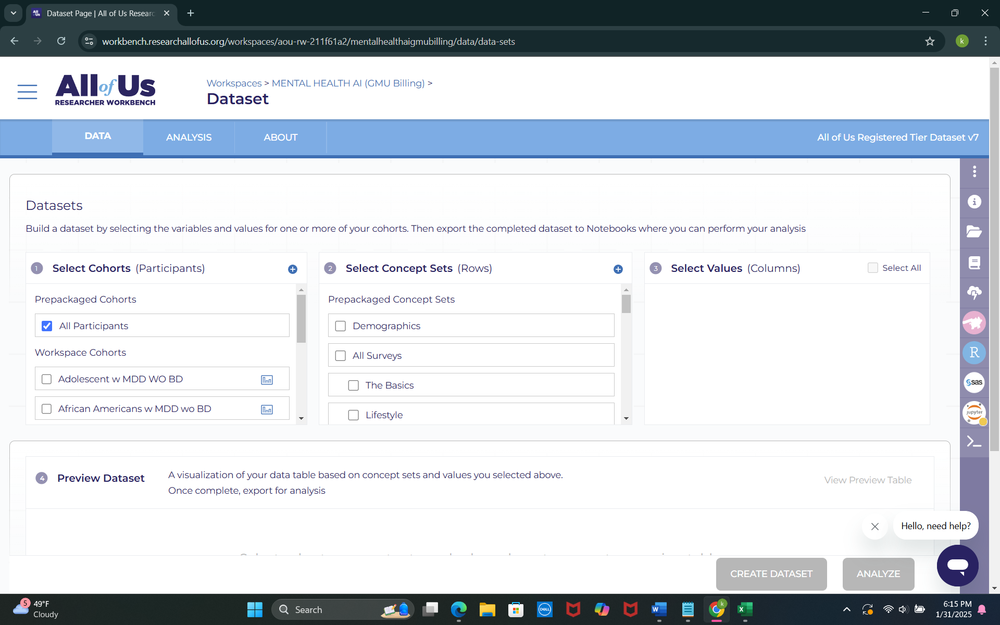 Dataset Page | All of Us Researc
workbench.researchallofus.org/workspaces/aou-rw-211f61a2/mentalhealthaigmubilling/data/data-sets
k
All of Us
RESEARCHER WORKBENCH
Workspaces > MENTAL HEALTH AI (GMU Billing) >
Dataset
DATA
ANALYSIS
ABOUT
All of Us Registered Tier Dataset v7
Datasets
Build a dataset by selecting the variables and values for one or more of your cohorts. Then export the completed dataset to Notebooks where you can perform your analysis
1 Select Cohorts (Participants)
Prepackaged Cohorts
All Participants
Workspace Cohorts
Adolescent w MDD WO BD
African Americans w MDD wo BD
2 Select Concept Sets (Rows)
Prepackaged Concept Sets
Demographics
All Surveys
The Basics
Lifestyle
3 Select Values (Columns)
Select All
R
sas
jupyter
4 Preview Dataset
A visualization of your data table based on concept sets and values you selected above.
Once complete, export for analysis
View Preview Table
Hello, need help?
CREATE DATASET
ANALYZE
5
49°F
Cloudy
Search
DELL
6:15 PM
1/31/2025